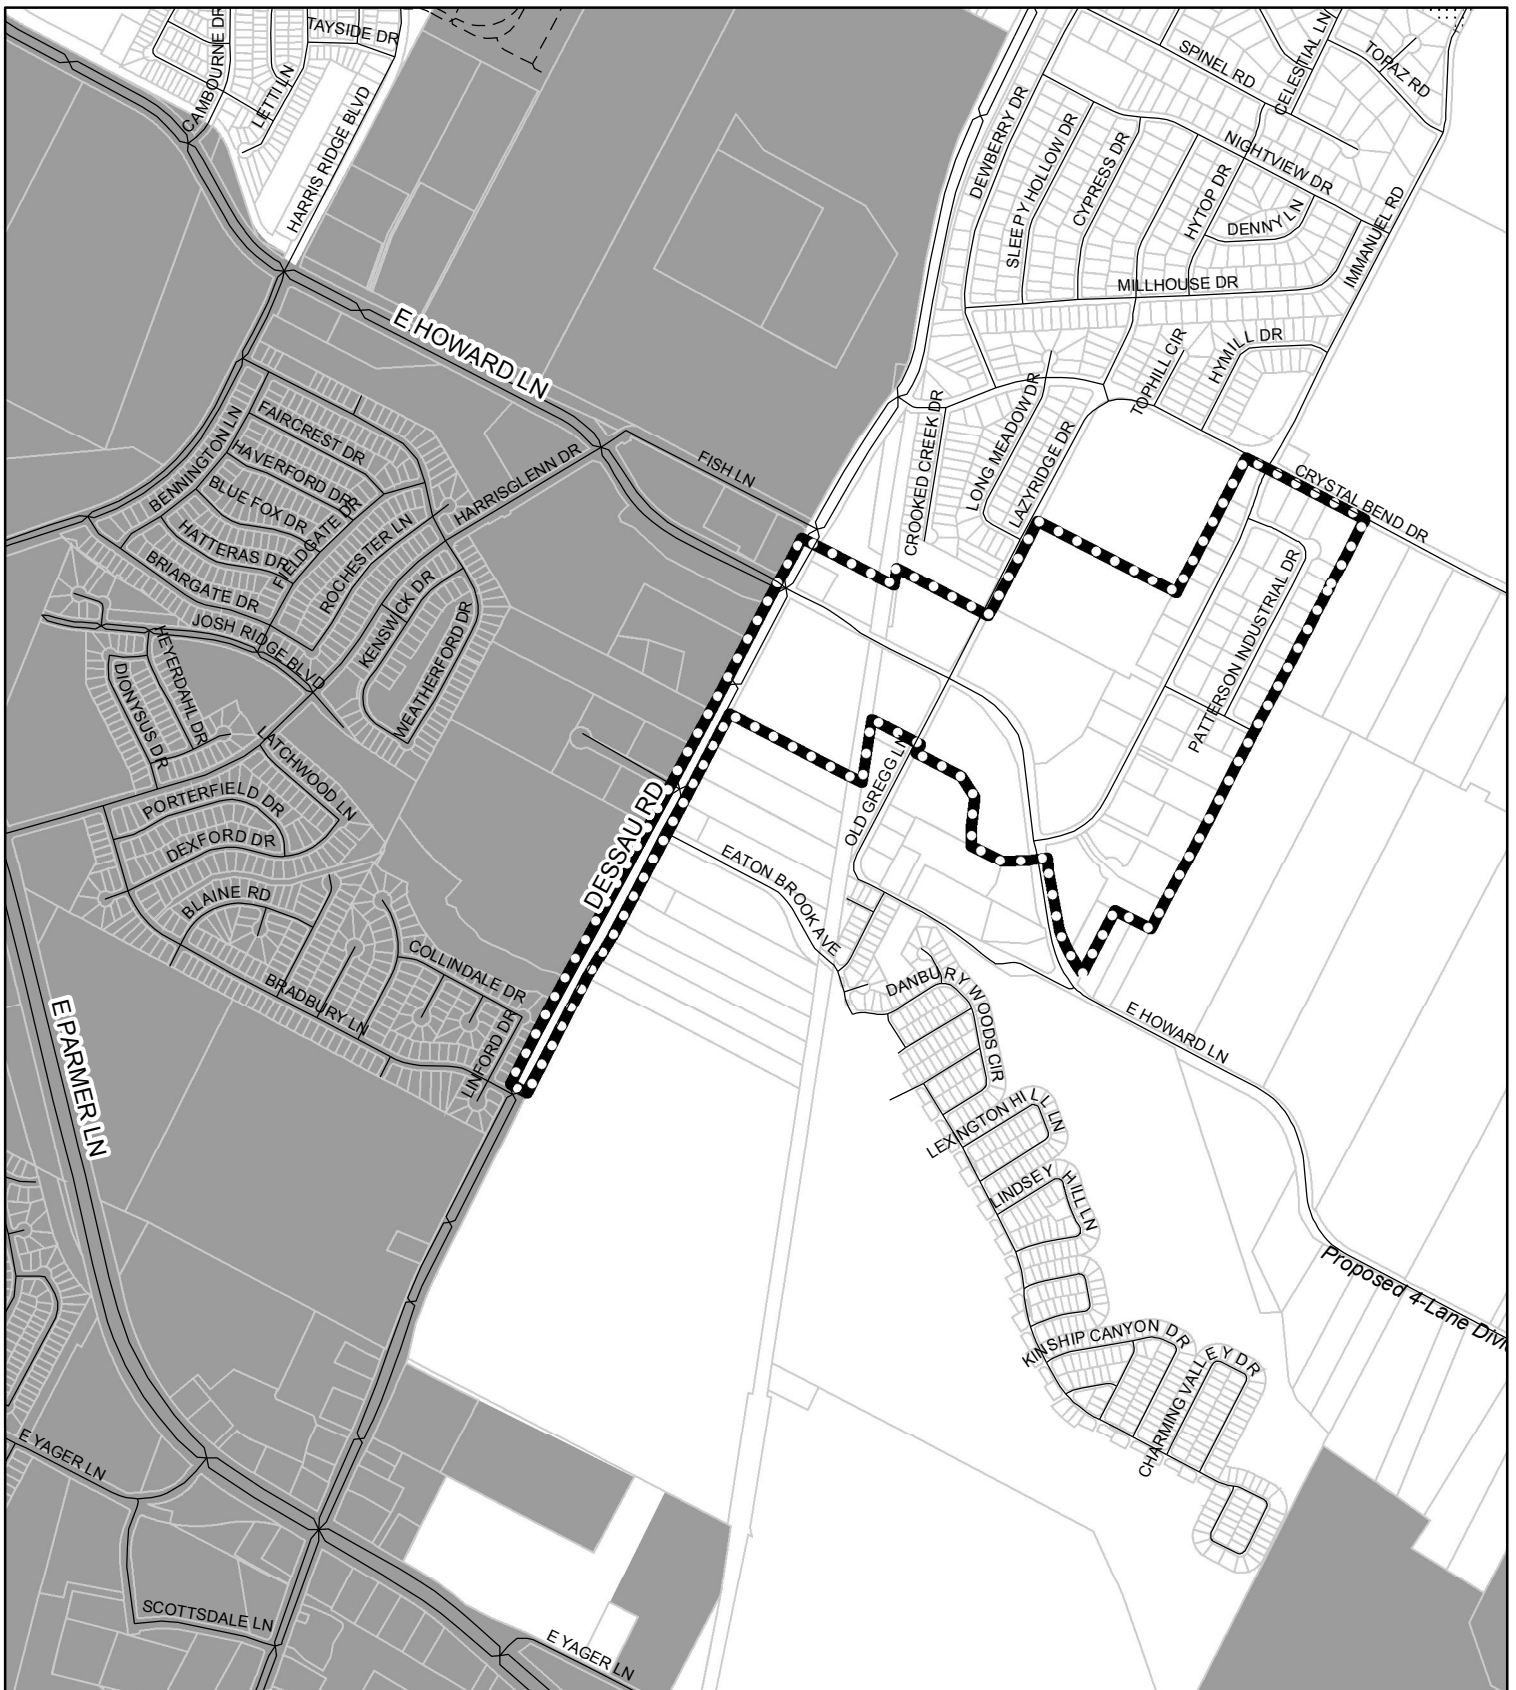 TAYSIDE DR
CAMBOURNE DR
LETTI LN
HARRIS RIDGE BLVD
SPINEL RD
CELESTIAL LN
TOPAZ RD
DEWBERRY DR
SLEEPY HOLLOW DR
CYPRESS DR
NIGHTVIEW DR
HYTOP DR
DENNY LN
IMMANUEL RD
MILLHOUSE DR
E HOWARD LN
TOPHILL CIR
HYMILL DR
FAIRCREST DR
BENNINGTON LN
HAVERFORD DR
BLUE FOX DR
HATTERAS DR
FIELDGATE DR
BRIARGATE DR
ROCHESTER LN
HARRISGLENN DR
FISH LN
CROOKED CREEK DR
LONG MEADOW DR
LAZYRIDGE DR
CRYSTAL BEND DR
JOSH RIDGE BLVD
KENSWICK DR
WEATHERFORD DR
HEYERDAHL DR
DIONYSUS DR
LATCHWOOD LN
PATTERSON INDUSTRIAL DR
PORTERFIELD DR
DEXFORD DR
DESSAU RD
OLD GREGG LN
EATON BROOK AVE
BLAINE RD
COLLINDALE DR
BRADBURY LN
LINFORD DR
DANBURY WOODS CIR
E HOWARD LN
E PARMER LN
LEXINGTON HILL LN
LINDSEY HILL LN
Proposed 4-Lane Divi
KINSHIP CANYON DR
CHARMING VALLEY DR
E YAGER LN
SCOTTSDALE LN
E YAGER LN